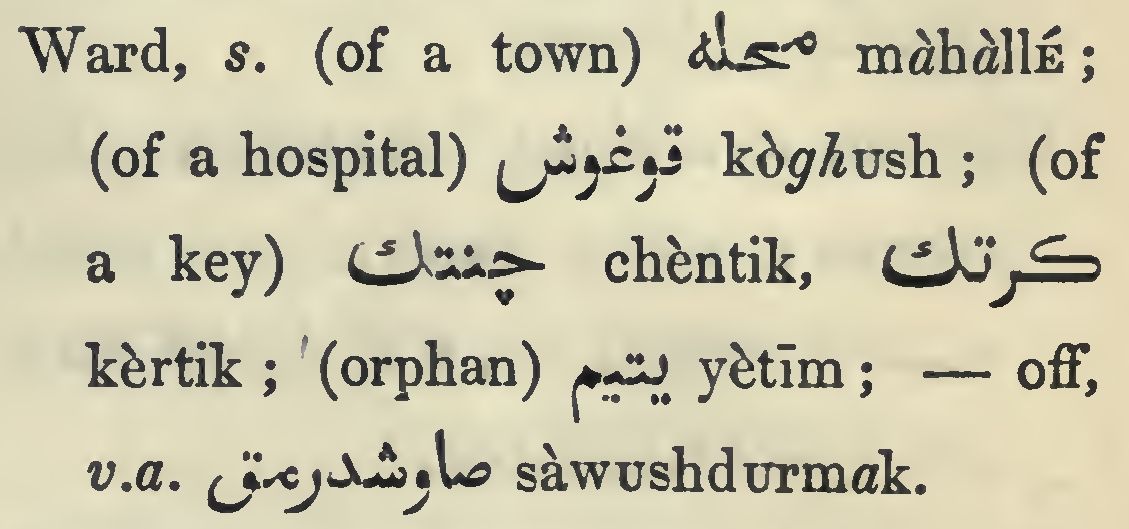 Ward, s. (of a town) محله màhàllÉ;
(of a hospital) قوغوش kòghʊsh; (of
a key) چنتك chèntik, كرتك
kèrtik; (orphan) يتيم yètīm; — off,
v.a. صاوشدرمق sàwʊshdʊrmak.